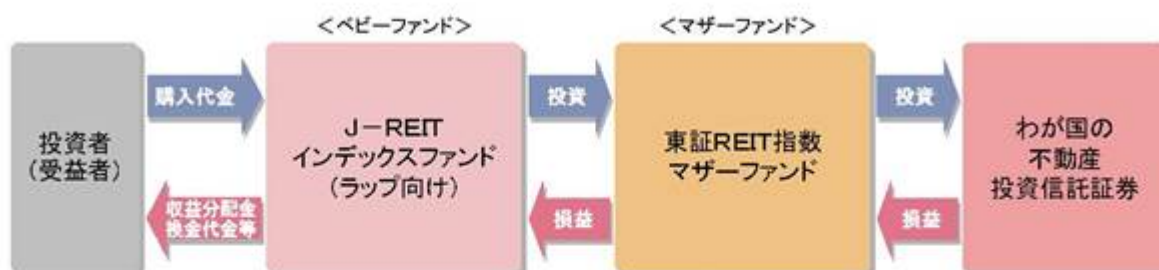 <ベビーファンド>
<マザーファンド>
投資者
(受益者)
購入代金
収益分配金
換金代金等
J-REIT
インデックスファンド
(ラップ向け)
投資
損益
東証REIT指数
マザーファンド
投資
損益
わが国の
不動産
投資信託証券